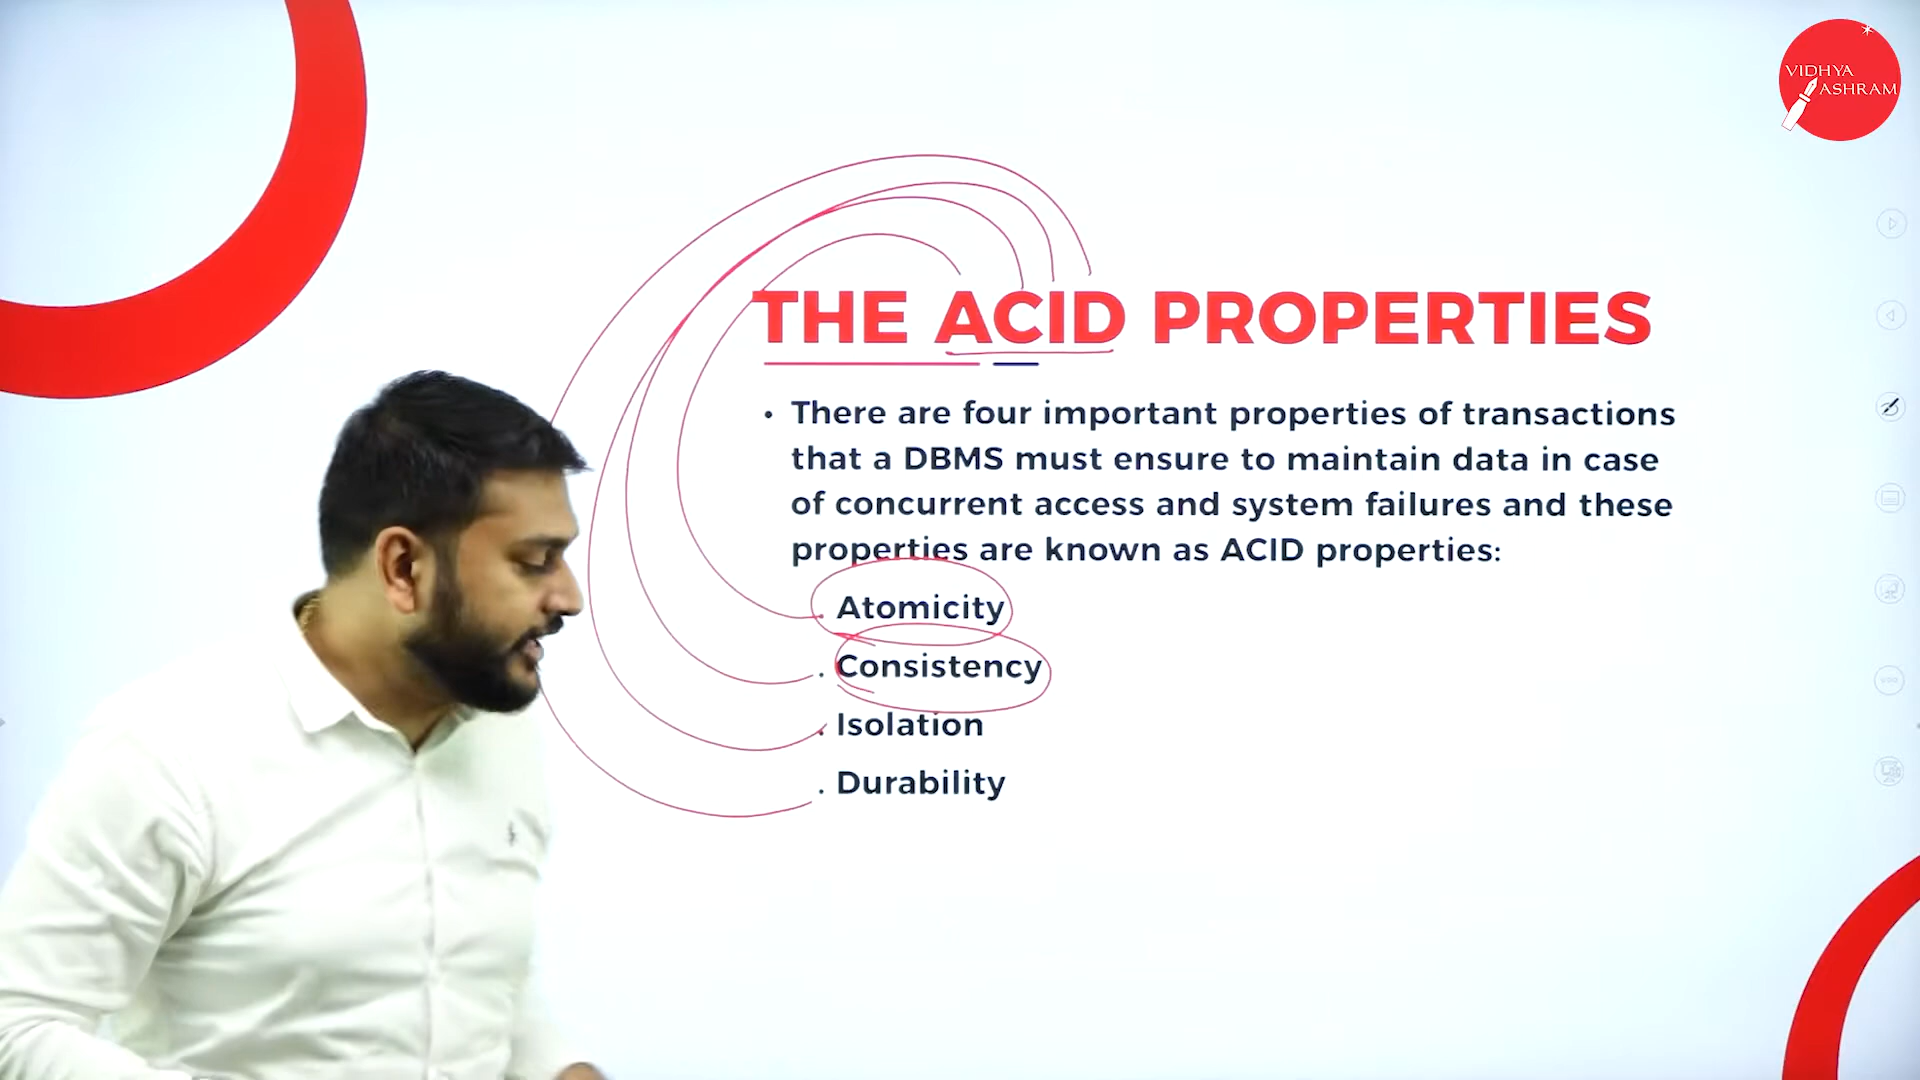 VIDHYA
ASHRAM
THE ACID PROPERTIES
• There are four important properties of transactions
that a DBMS must ensure to maintain data in case
of concurrent access and system failures and these
properties are known as ACID properties:
. Atomicity
. Consistency
. Isolation
. Durability